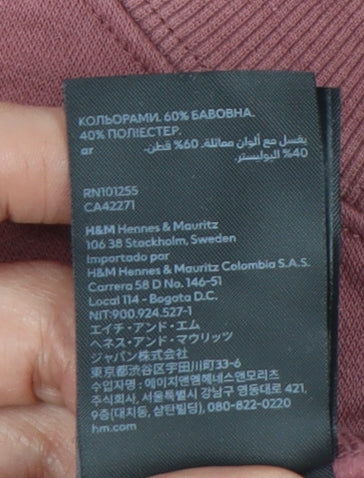 КОЛЬОРАМИ. 60% БАВОВНА.
40% ПОЛІЕСТЕР.
ar يغسل مع ألوان مماثلة. 60% قطن.
40% البوليستر.
RN101255
CA42271
H&M Hennes & Mauritz
106 38 Stockholm, Sweden
Importado por
H&M Hennes & Mauritz Colombia S.A.S.
Carrera 58 D No. 146-51
Local 114 - Bogota D.C.
NIT:900.924.527-1
エイチ・アンド・エム
ヘネス・アンド・マウリッツ
ジャパン株式会社
東京都渋谷区宇田川町33-6
수입자명 : 에이치앤엠헤네스앤모리츠
주식회사, 서울특별시 강남구 영동대로 421,
9층(대치동, 삼탄빌딩), 080-822-0220
hm.com